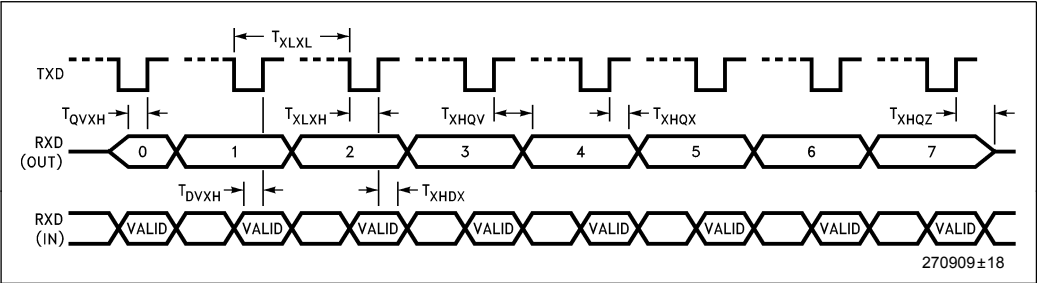 T_XLXL
TXD
T_QVXH T_XLXH T_XHQV T_XHQX T_XHQZ
RXD
(OUT)
0 1 2 3 4 5 6 7
T_DVXH T_XHDX
RXD
(IN)
VALID VALID VALID VALID VALID VALID VALID VALID
270909±18